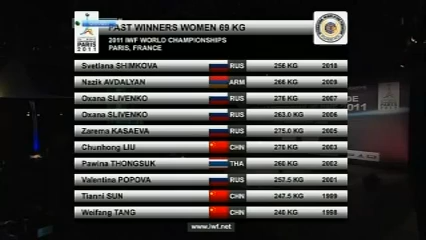 PARIS
2011
PAST WINNERS WOMEN 69 KG
2011 IWF WORLD CHAMPIONSHIPS
PARIS, FRANCE
Svetlana SHIMKOVA RUS 256 KG 2010
Nazik AVDALYAN ARM 266 KG 2009
Oxana SLIVENKO RUS 276 KG 2007
Oxana SLIVENKO RUS 263.0 KG 2006
Zarema KASAEVA RUS 275.0 KG 2005
Chunhong LIU CHN 270 KG 2003
Pawina THONGSUK THA 260 KG 2002
Valentina POPOVA RUS 257.5 KG 2001
Tianni SUN CHN 247.5 KG 1999
Weifang TANG CHN 240 KG 1998
www.iwf.net
2011